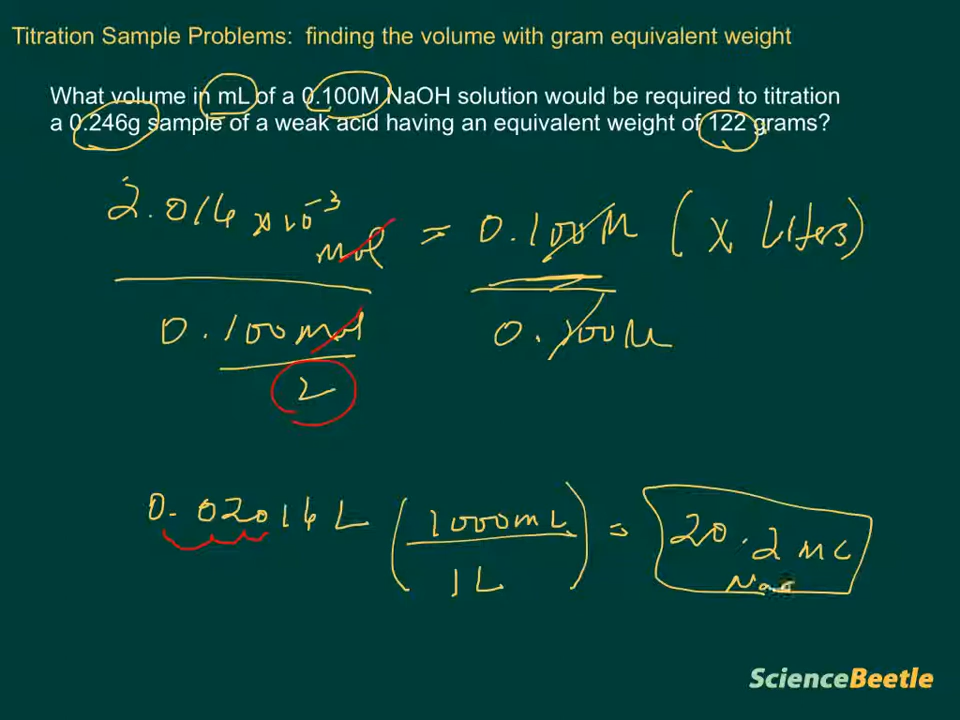 Titration Sample Problems: finding the volume with gram equivalent weight
What volume in mL of a 0.100M NaOH solution would be required to titration
a 0.246g sample of a weak acid having an equivalent weight of 122 grams?
2.016 x 10⁻³ mol = 0.100M (x Liters)
0.100 mol 0.100M
L
0.02016 L (1000 mL = 20.2 mL
1 L) Na
ScienceBeetle